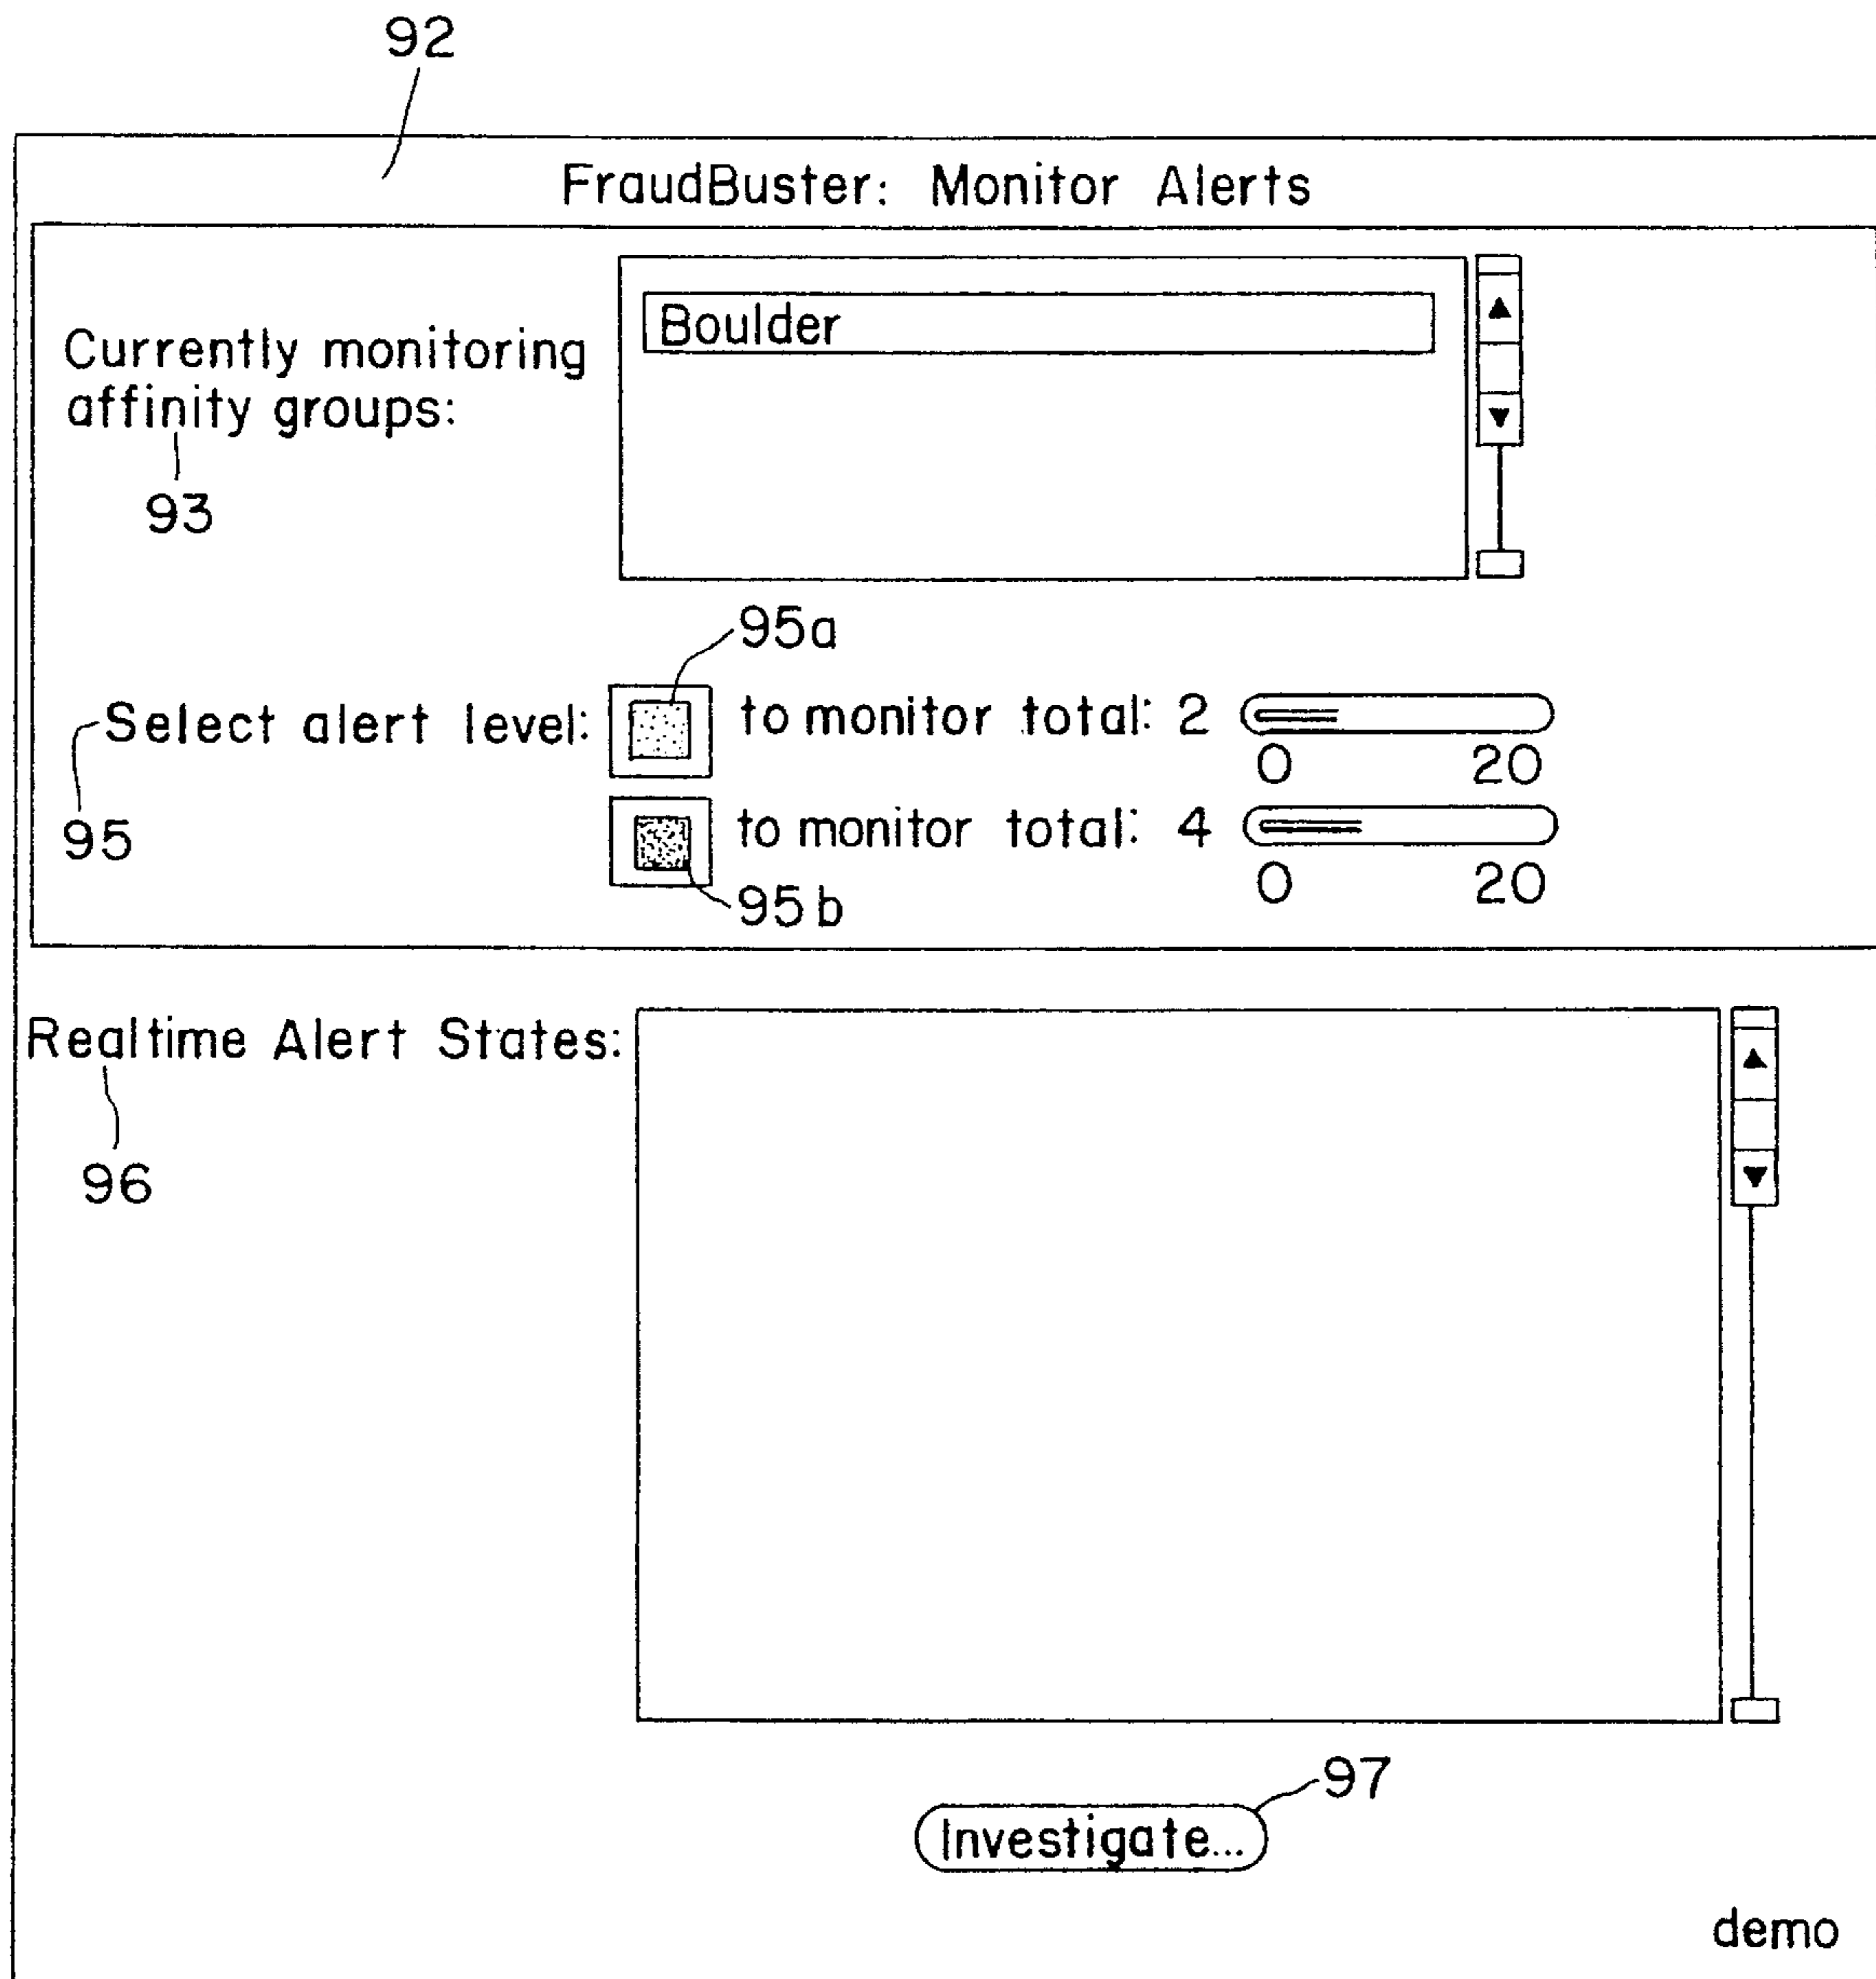 92
FraudBuster: Monitor Alerts
Boulder
Currently monitoring
affinity groups:
93
95a
Select alert level:
to monitor total: 2
0 20
95
to monitor total: 4
0 20
95b
Realtime Alert States:
96
97
Investigate...
demo